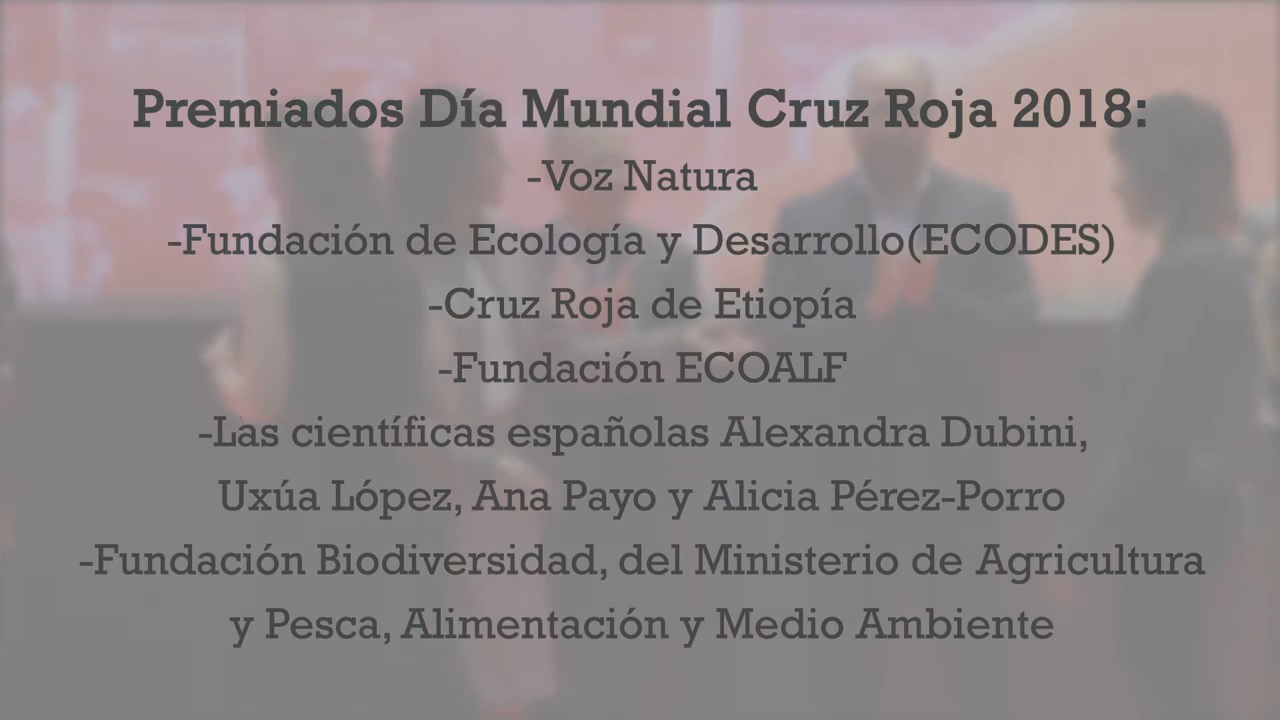 Premiados Día Mundial Cruz Roja 2018:
-Voz Natura
-Fundación de Ecología y Desarrollo(ECODES)
-Cruz Roja de Etiopía
-Fundación ECOALF
-Las científicas españolas Alexandra Dubini,
Uxúa López, Ana Payo y Alicia Pérez-Porro
-Fundación Biodiversidad, del Ministerio de Agricultura
y Pesca, Alimentación y Medio Ambiente